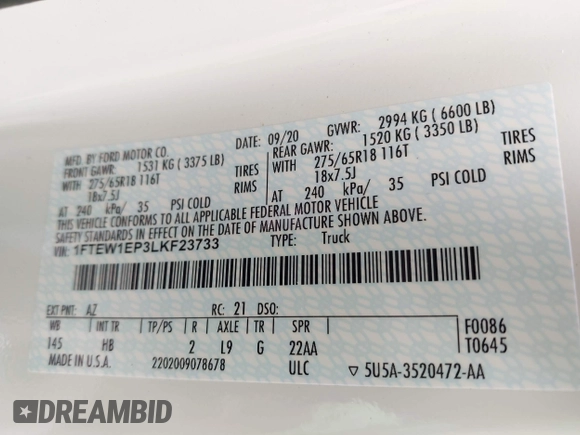 MFD. BY FORD MOTOR CO. DATE: 09/20 GVWR: 2994 KG ( 6600 LB)
FRONT GAWR: 1531 KG ( 3375 LB) REAR GAWR: 1520 KG ( 3350 LB)
WITH 275/65R18 116T TIRES WITH 275/65R18 116T TIRES
18x7.5J RIMS 18x7.5J RIMS
AT 240 kPa/ 35 PSI COLD AT 240 kPa/ 35 PSI COLD
THIS VEHICLE CONFORMS TO ALL APPLICABLE FEDERAL MOTOR VEHICLE
SAFETY STANDARDS IN EFFECT ON THE DATE OF MANUFACTURE SHOWN ABOVE.
VIN: 1FTEW1EP3LKF23733 TYPE: Truck
EXT PNT: AZ RC: 21 DSO:
WB INT TR TP/PS R AXLE TR SPR F0086
145 HB 2 L9 G 22AA T0645
MADE IN U.S.A. 2202009078678 ULC ▽ 5U5A-3520472-AA
DREAMBID